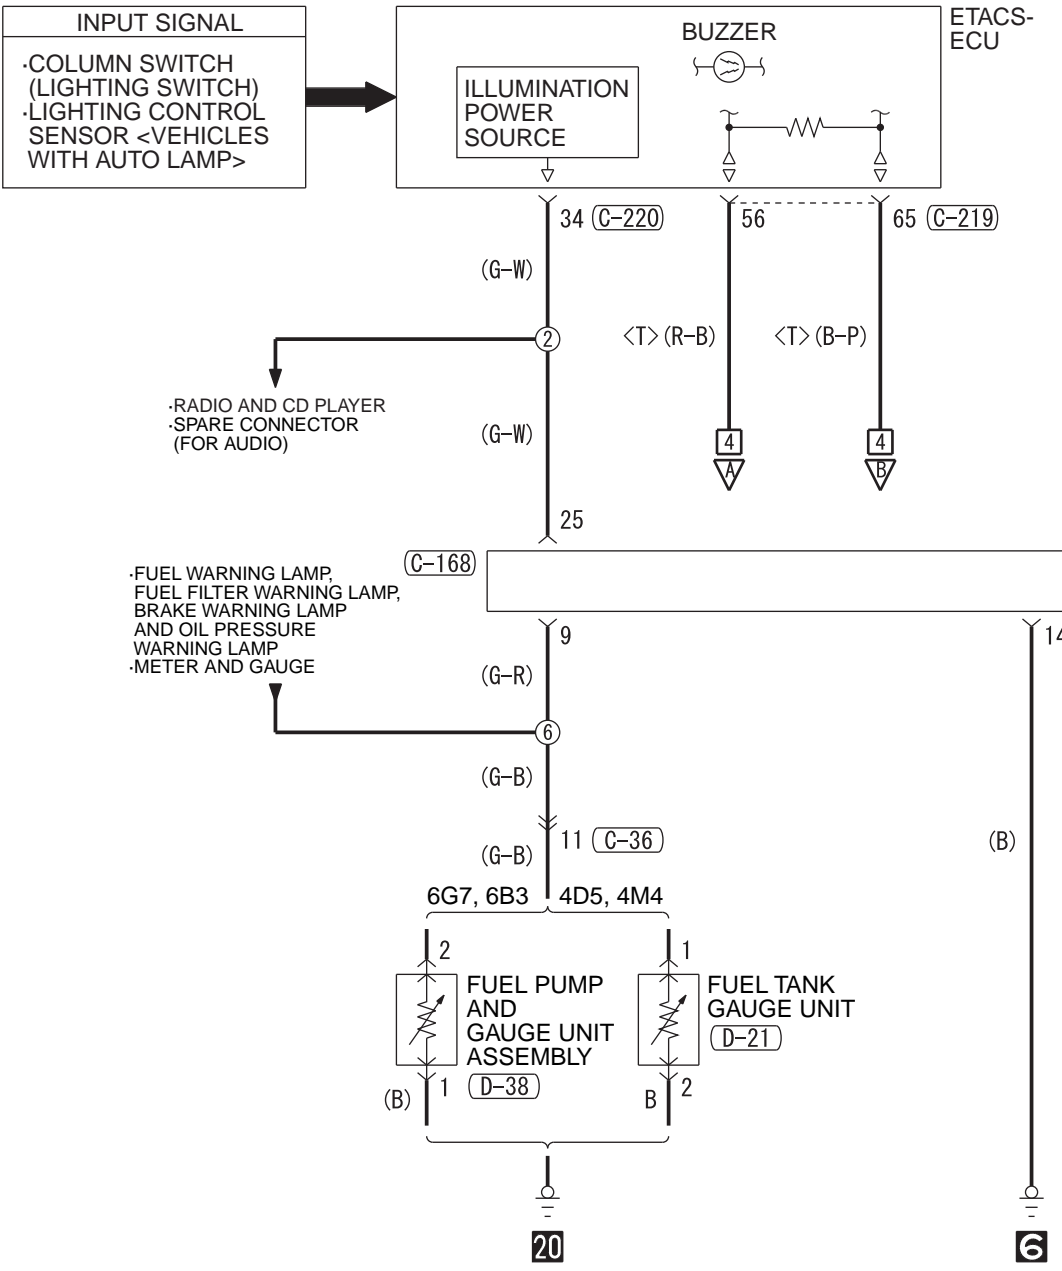 INPUT SIGNAL
·COLUMN SWITCH
(LIGHTING SWITCH)
·LIGHTING CONTROL
SENSOR <VEHICLES
WITH AUTO LAMP>
ETACS-
ECU
BUZZER
ILLUMINATION
POWER
SOURCE
34 C-220
56
65 C-219
(G-W)
2
<T>(R-B)
<T>(B-P)
·RADIO AND CD PLAYER
·SPARE CONNECTOR
(FOR AUDIO)
(G-W)
4
A
4
B
25
C-168
·FUEL WARNING LAMP,
FUEL FILTER WARNING LAMP,
BRAKE WARNING LAMP
AND OIL PRESSURE
WARNING LAMP
·METER AND GAUGE
9
14
(G-R)
6
(G-B)
11 C-36
(B)
(G-B)
6G7, 6B3
4D5, 4M4
2
1
FUEL PUMP
AND
GAUGE UNIT
ASSEMBLY
D-38
FUEL TANK
GAUGE UNIT
D-21
(B)
1
B
2
20
6